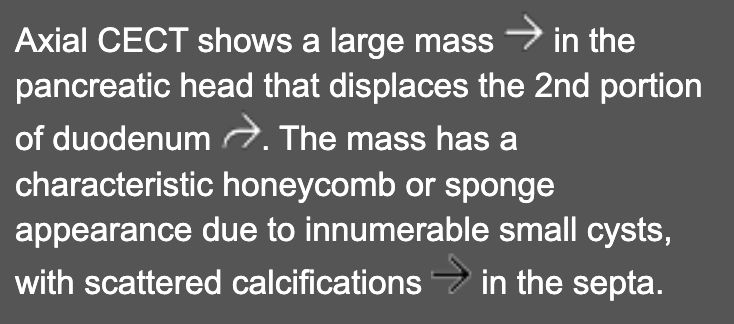 Axial CECT shows a large mass → in the
pancreatic head that displaces the 2nd portion
of duodenum ↷. The mass has a
characteristic honeycomb or sponge
appearance due to innumerable small cysts,
with scattered calcifications → in the septa.